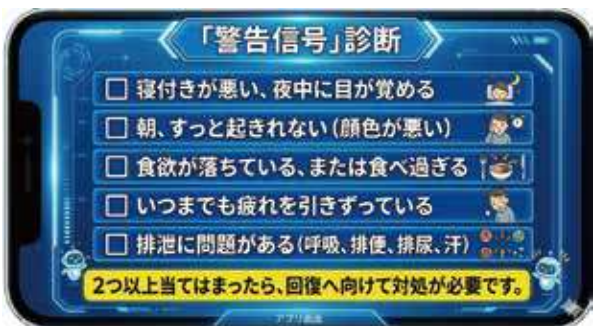 「警告信号」診断
□ 寝付きが悪い、夜中に目が覚める
□ 朝、すっと起きれない(顔色が悪い)
□ 食欲が落ちている、または食べ過ぎる
□ いつまでも疲れを引きずっている
□ 排泄に問題がある(呼吸、排便、排尿、汗)
2つ以上当てはまったら、回復へ向けて対処が必要です。